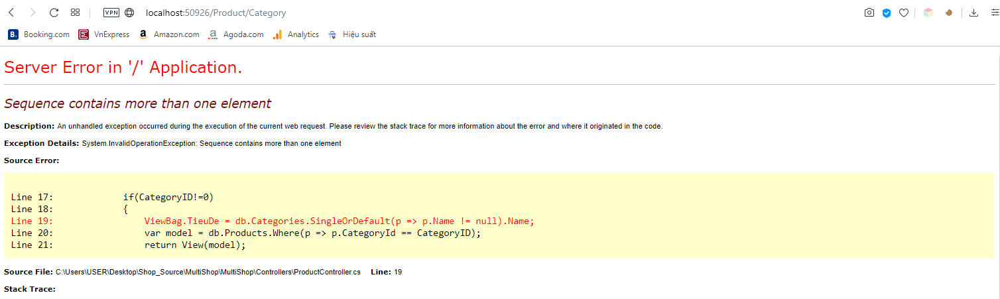 VPN localhost:50926/Product/Category
B. Booking.com E VnExpress a Amazon.com a Agoda.com Analytics Hiệu suất
Server Error in '/' Application.
Sequence contains more than one element
Description: An unhandled exception occurred during the execution of the current web request. Please review the stack trace for more information about the error and where it originated in the code.
Exception Details: System.InvalidOperationException: Sequence contains more than one element
Source Error:
Line 17: if(CategoryID!=0)
Line 18: {
Line 19: ViewBag.TieuDe = db.Categories.SingleOrDefault(p => p.Name != null).Name;
Line 20: var model = db.Products.Where(p => p.CategoryId == CategoryID);
Line 21: return View(model);
Source File: C:\Users\USER\Desktop\Shop_Source\MultiShop\MultiShop\Controllers\ProductController.cs Line: 19
Stack Trace: